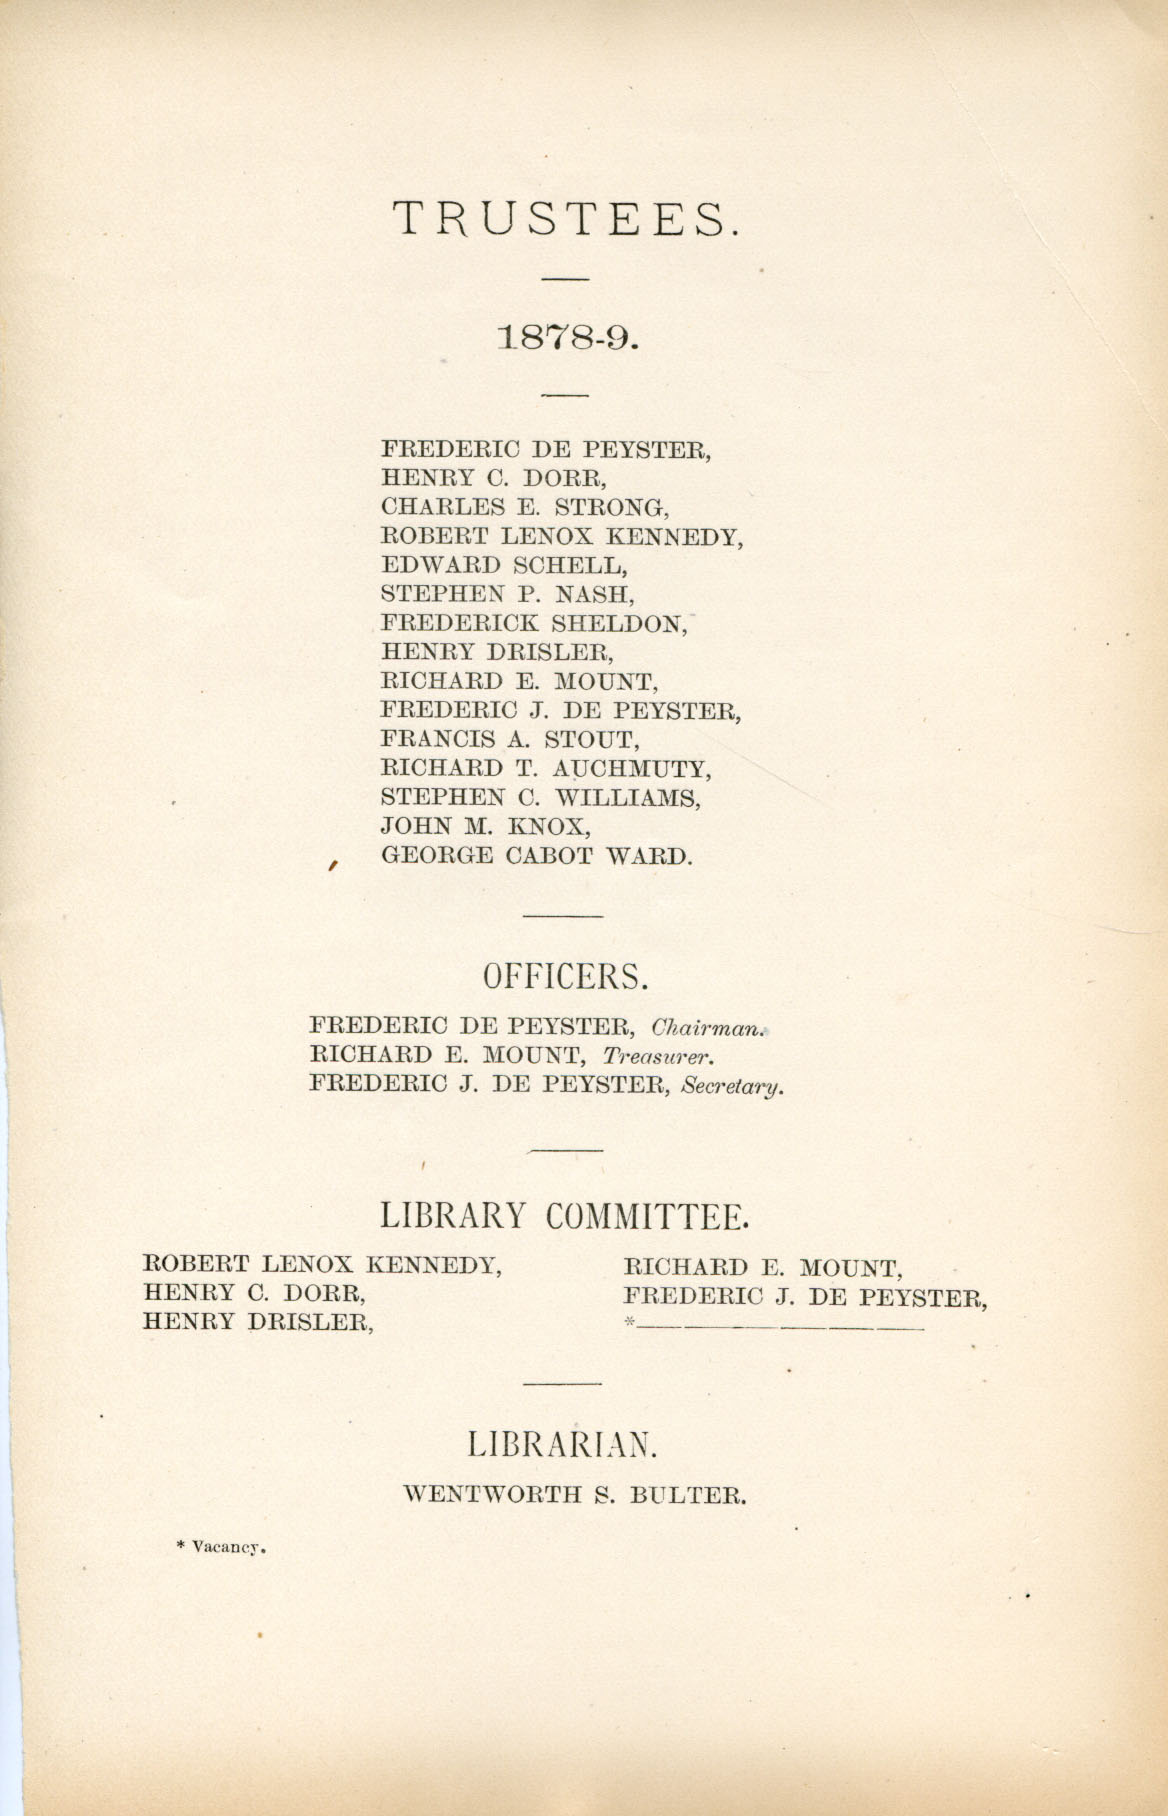 TRUSTEES.
1878-9.
FREDERIC DE PEYSTER,
HENRY C. DORR,
CHARLES E. STRONG,
ROBERT LENOX KENNEDY,
EDWARD SCHELL,
STEPHEN P. NASH,
FREDERICK SHELDON,
HENRY DRISLER,
RICHARD E. MOUNT,
FREDERIC J. DE PEYSTER,
FRANCIS A. STOUT,
RICHARD T. AUCHMUTY,
STEPHEN C. WILLIAMS,
JOHN M. KNOX,
GEORGE CABOT WARD.
OFFICERS.
FREDERIC DE PEYSTER, Chairman.
RICHARD E. MOUNT, Treasurer.
FREDERIC J. DE PEYSTER, Secretary.
LIBRARY COMMITTEE.
ROBERT LENOX KENNEDY,
HENRY C. DORR,
HENRY DRISLER,
RICHARD E. MOUNT,
FREDERIC J. DE PEYSTER,
*——————
LIBRARIAN.
WENTWORTH S. BULTER.
* Vacancy.